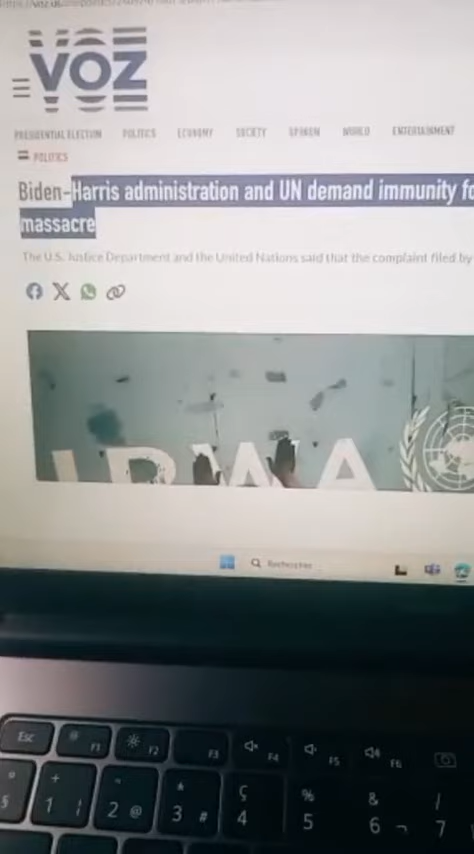 VOZ
PRESIDENTIAL ELECTION POLITICS ECONOMY SOCIETY OPINION WORLD ENTERTAINMENT
POLITICS
Biden-Harris administration and UN demand immunity fo
massacre
The U.S. Justice Department and the United Nations said that the complaint filed by
RWA
Rechercher
Esc F1 F2 F3 F4 F5 F6
§ ° 1 + ¦ 2 @ 3 # 4 ç 5 % 6 & ¬ 7 /